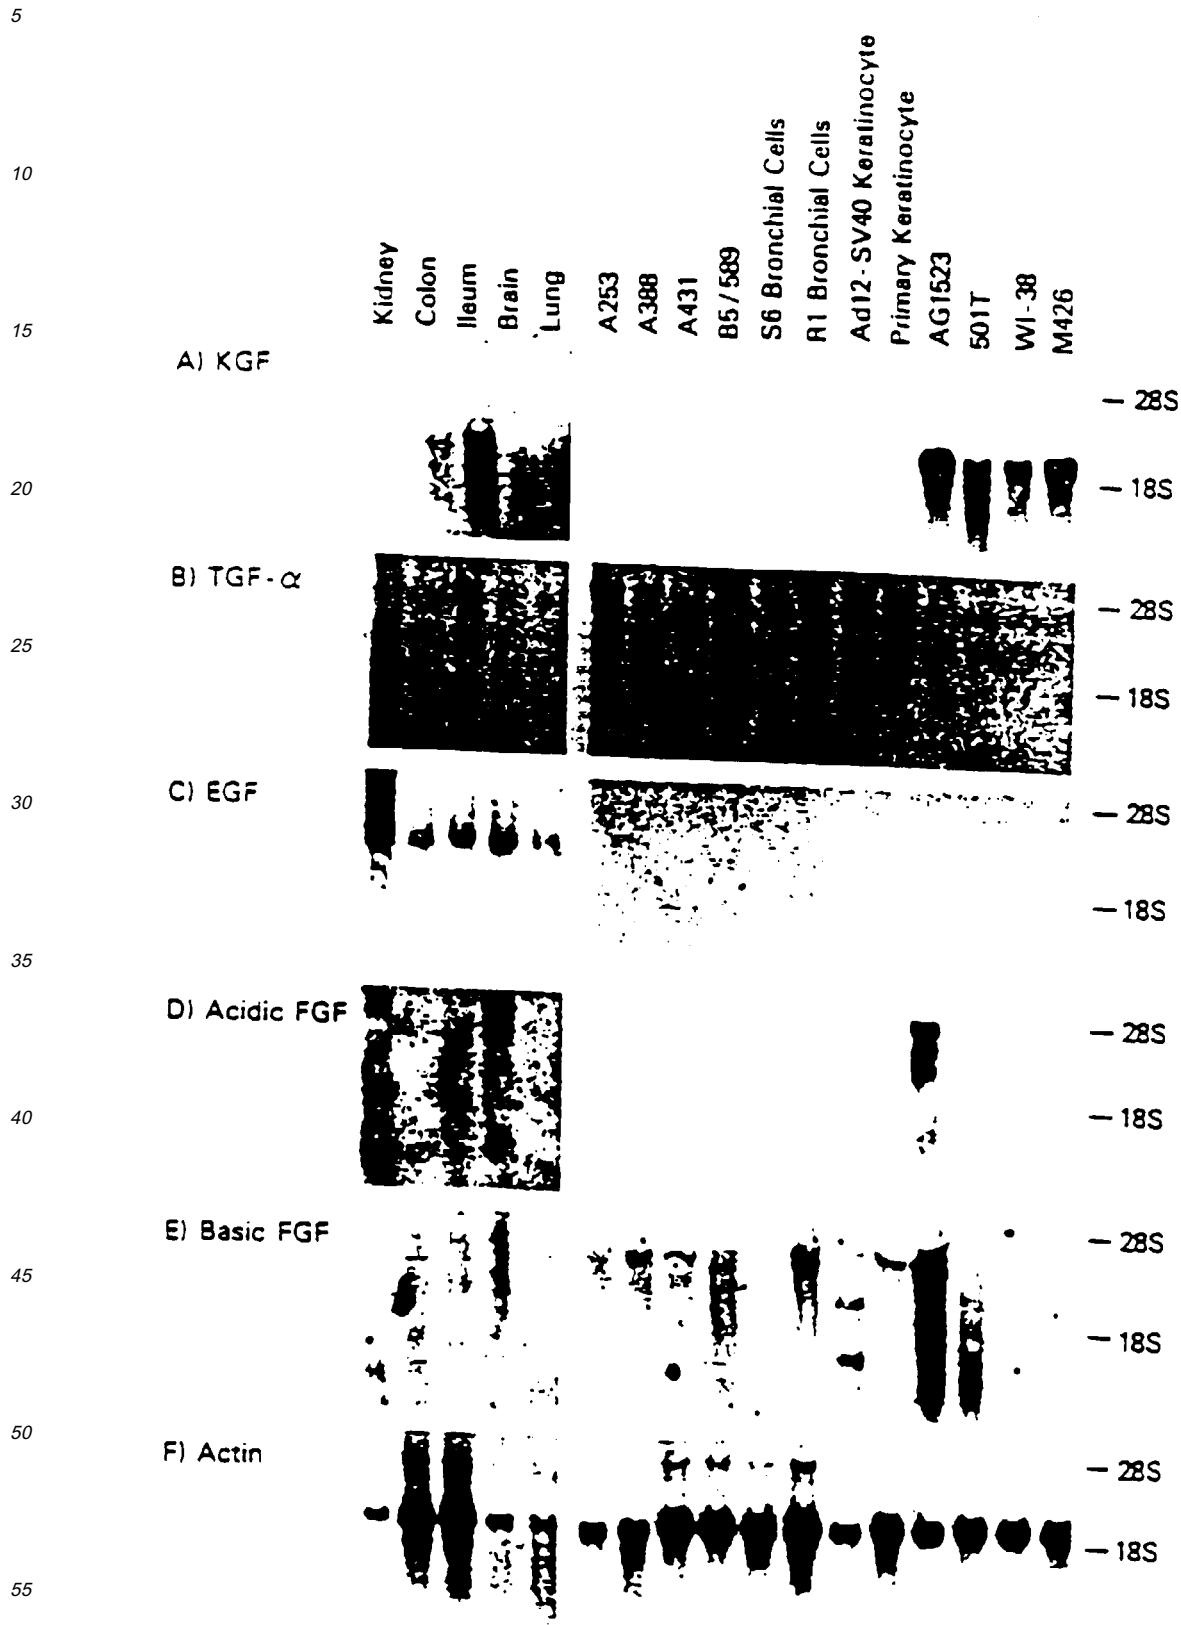 5
10
15
20
25
30
35
40
45
50
55
Kidney
Colon
Ileum
Brain
Lung
A253
A388
A431
B5 / 589
S6 Bronchial Cells
R1 Bronchial Cells
Ad12 - SV40 Keratinocyte
Primary Keratinocyte
AG1523
501T
WI - 38
M426
A) KGF
— 28S
— 18S
B) TGF - α
— 28S
— 18S
C) EGF
— 28S
— 18S
D) Acidic FGF
— 28S
— 18S
E) Basic FGF
— 28S
— 18S
F) Actin
— 28S
— 18S